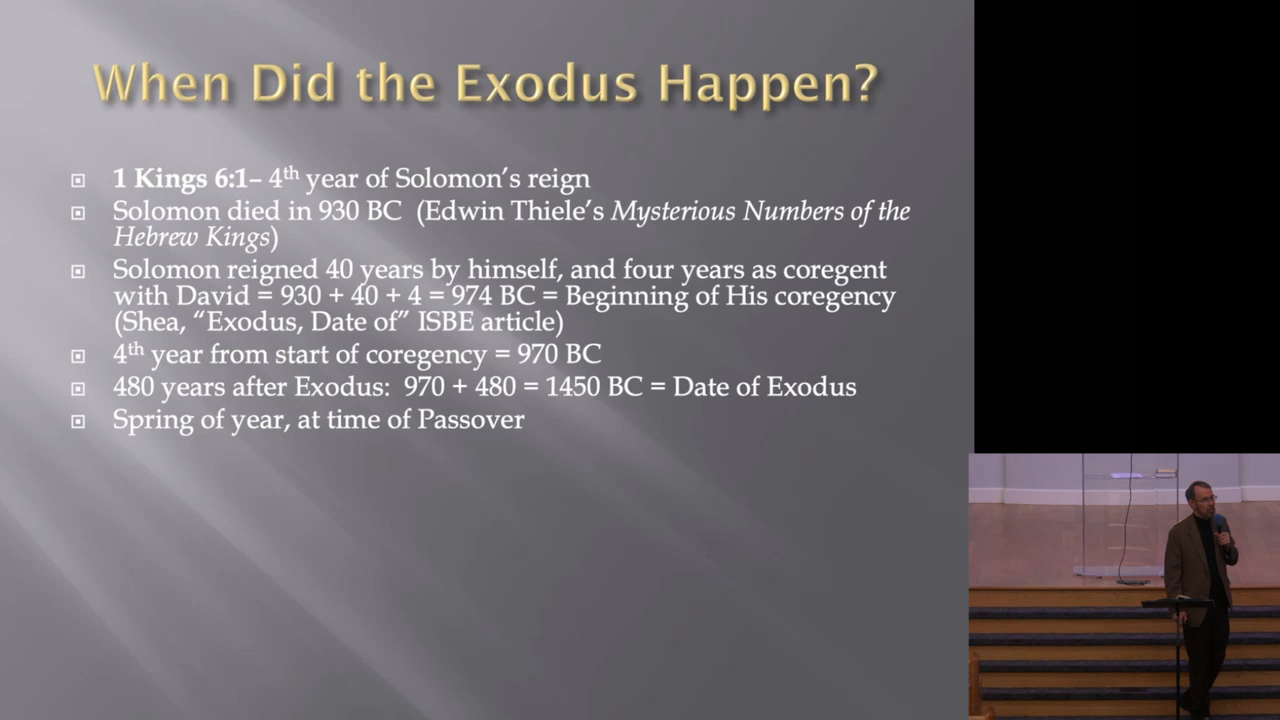 When Did the Exodus Happen?
1 Kings 6:1– 4th year of Solomon’s reign
Solomon died in 930 BC (Edwin Thiele’s Mysterious Numbers of the
Hebrew Kings)
Solomon reigned 40 years by himself, and four years as coregent
with David = 930 + 40 + 4 = 974 BC = Beginning of His coregency
(Shea, “Exodus, Date of” ISBE article)
4th year from start of coregency = 970 BC
480 years after Exodus: 970 + 480 = 1450 BC = Date of Exodus
Spring of year, at time of Passover